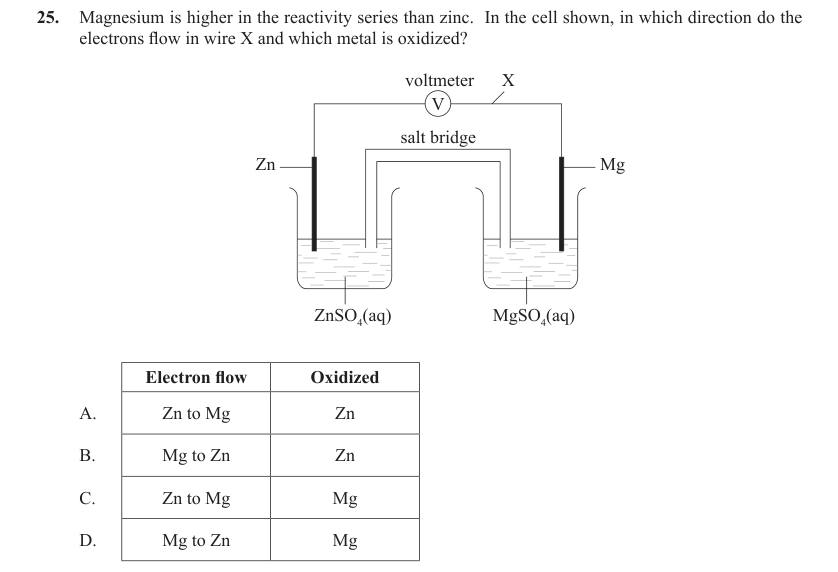 25. Magnesium is higher in the reactivity series than zinc. In the cell shown, in which direction do the
electrons flow in wire X and which metal is oxidized?
voltmeter X
V
salt bridge
Zn
Mg
ZnSO₄(aq)
MgSO₄(aq)
Electron flow Oxidized
A. Zn to Mg Zn
B. Mg to Zn Zn
C. Zn to Mg Mg
D. Mg to Zn Mg